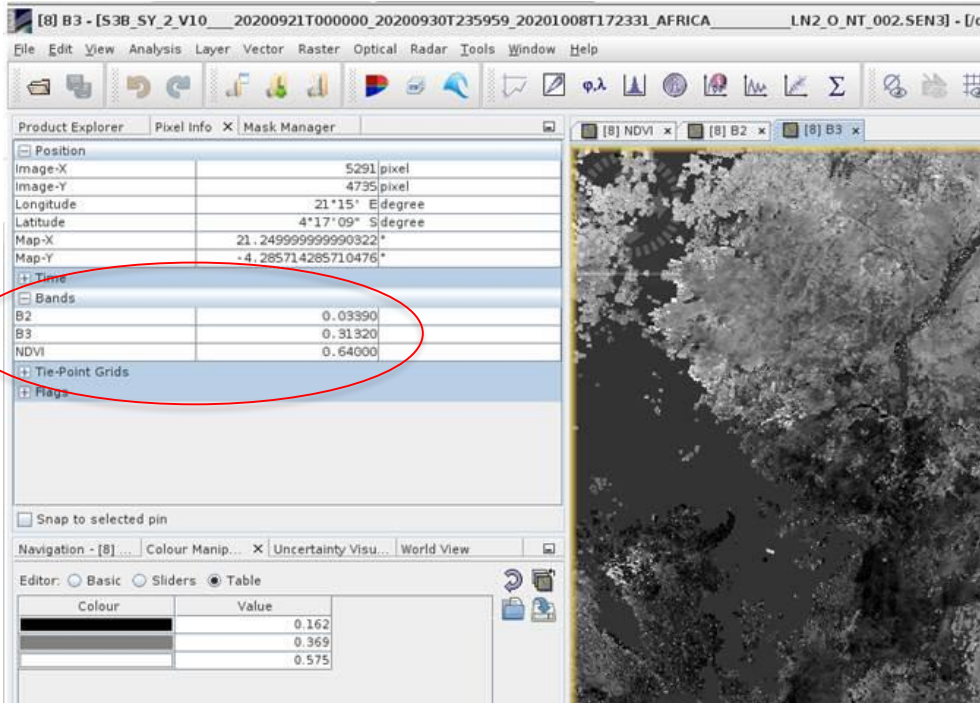 [8] B3 - [S3B_SY_2_V10____20200921T000000_20200930T235959_20201008T172331_AFRICA____________LN2_O_NT_002.SEN3] - [/c
File Edit View Analysis Layer Vector Raster Optical Radar Tools Window Help
φ,λ Σ
Product Explorer Pixel Info X Mask Manager
[8] NDVI x [8] B2 x [8] B3 x
Position
Image-X 5291 pixel
Image-Y 4735 pixel
Longitude 21°15' E degree
Latitude 4°17'09" S degree
Map-X 21.249999999990322 °
Map-Y -4.285714285710476 °
Time
Bands
B2 0.03390
B3 0.31320
NDVI 0.64000
Tie-Point Grids
Flags
Snap to selected pin
Navigation - [8] ... Colour Manip... X Uncertainty Visu... World View
Editor: Basic Sliders Table
Colour Value
0.162
0.369
0.575